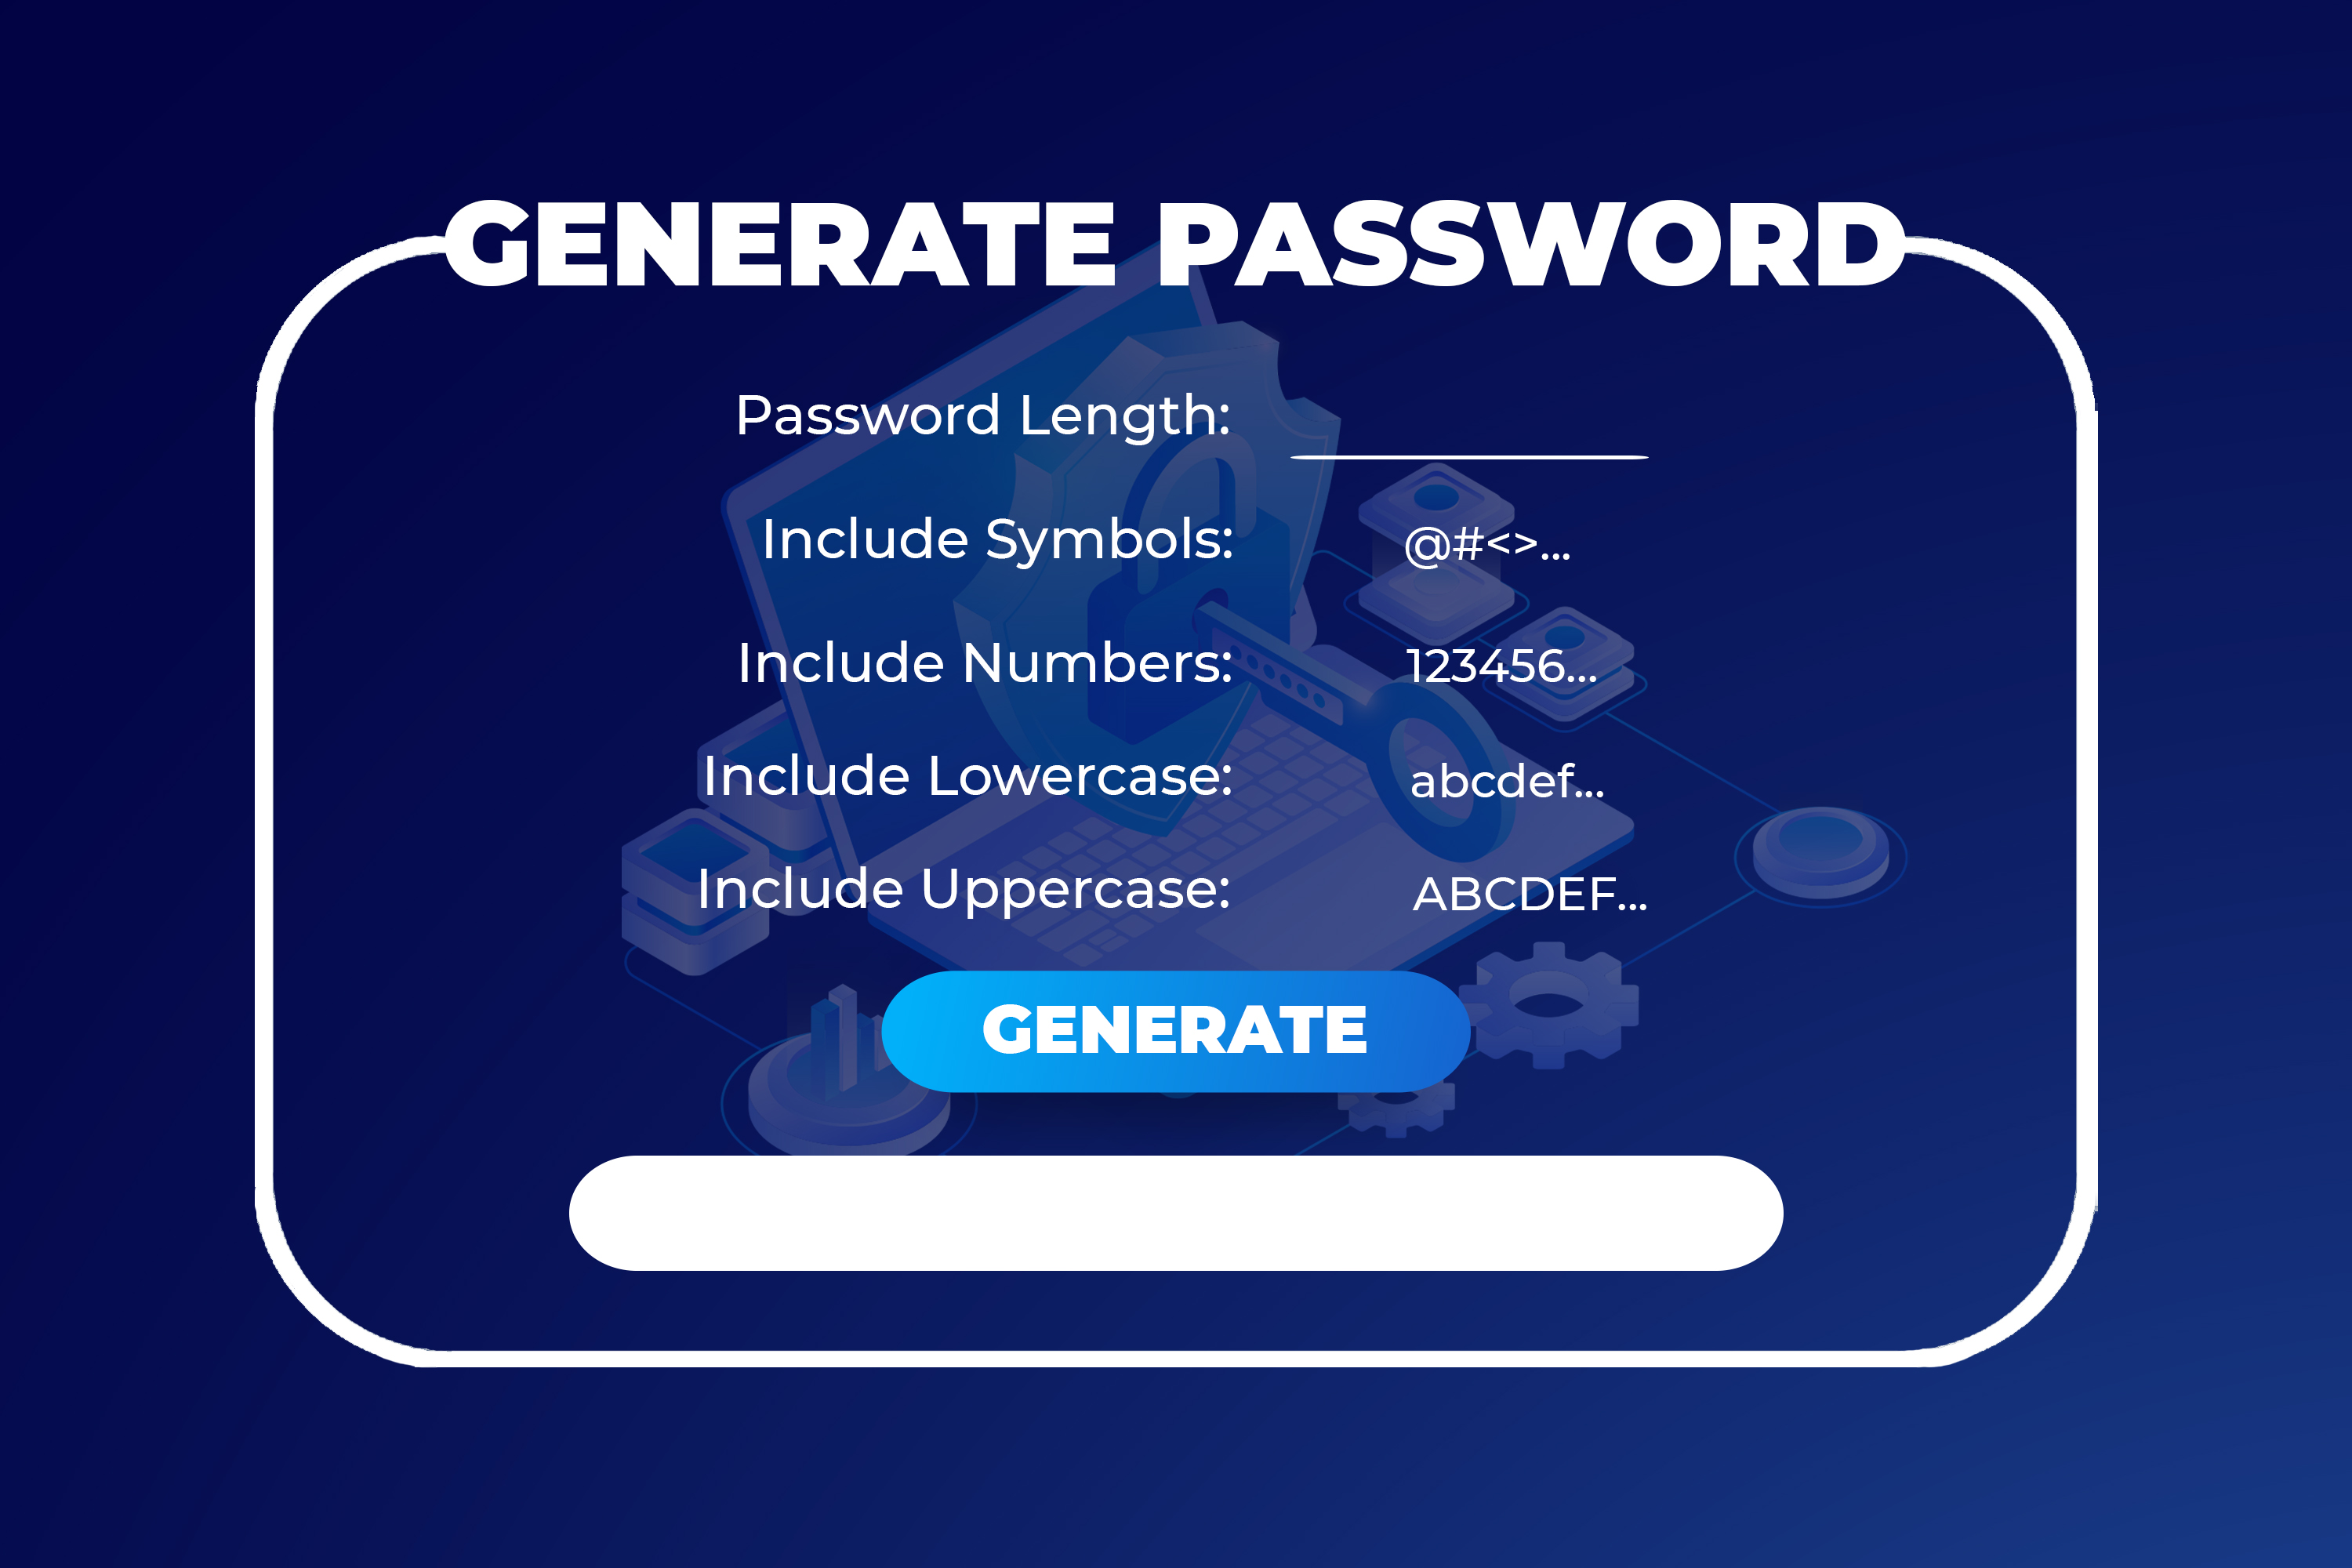 GENERATE PASSWORD
Password Length:
Include Symbols: @#<>...
Include Numbers: 123456...
Include Lowercase: abcdef...
Include Uppercase: ABCDEF...
GENERATE